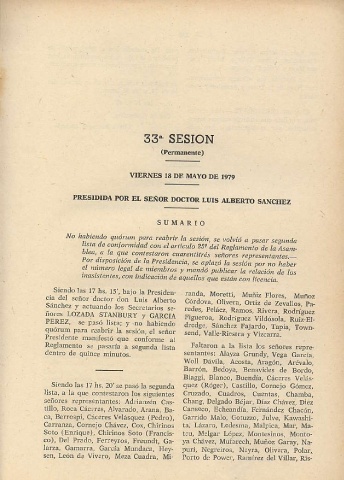 33ª SESION
(Permanente)
VIERNES 18 DE MAYO DE 1979
PRESIDIDA POR EL SEÑOR DOCTOR LUIS ALBERTO SANCHEZ
SUMARIO
No habiendo quórum para reabrir la sesión, se volvió a pasar segunda
lista de conformidad con el artículo 25º del Reglamento de la Asam-
blea, a la que contestaron cuarentitrés señores representantes.—
Por disposición de la Presidencia, se aplazó la sesión por no haber
el número legal de miembros y mandó publicar la relación de los
inasistentes, con indicación de aquellos que están con licencia.
Siendo las 17 hs. 15', bajo la Presiden-
cia del señor doctor don Luis Alberto
Sánchez y actuando los Secretarios se-
ñores LOZADA STANBURY y GARCIA
PEREZ, se pasó lista; y no habiendo
quórum para reabrir la sesión, el señor
Presidente manifestó que conforme al
Reglamento se pasaría a segunda lista
dentro de quince minutos.
Siendo las 17 hs. 20' se pasó la segunda
lista, a la que contestaron los siguientes
señores representantes: Adianzén Cas-
tillo, Roca Cáceres, Alvarado, Arana, Ba-
ca, Berrospi, Cáceres Velásquez (Pedro),
Carranza, Cornejo Chávez, Cox, Chirinos
Soto (Enrique), Chirinos Soto (Francis-
co), Del Prado, Ferreyros, Freundt, Ga-
larza, Gamarra, García Mundaca, Hey-
sen, León de Vivero, Meza Cuadra, Mi-
randa, Moretti, Muñiz Flores, Muñoz
Córdova, Olivera, Ortiz de Zevallos, Pa-
redes, Peláez, Ramos, Rivera, Rodríguez
Figueroa, Rodríguez Vildósola, Ruiz-El-
dredge, Sánchez Fajardo, Tapia, Town-
send, Valle-Riestra y Vizcarra.
Faltaron a la lista los señores repre-
sentantes: Alayza Grundy, Vega García,
Well Dávila, Acosta, Aragón, Arévalo,
Barrón, Bedoya, Benavides de
Biaggi, Blanco, Buendía, Cáceres Velás-
quez (Róger), Castillo, Cornejo Gómez,
Cruzado, Cuadros, Cuentas, Chamba,
Chang, Delgado Béjar, Díaz Chávez, Díez
Canseco, Echeandía, Fernández Chacón,
Garrido Malo, Gotuzzo, Julve, Kawashi-
ta, Lázaro, Ledesma, Malpica, Mar, Ma-
teu, Melgar López, Montesinos, Monto-
ya Chávez, Mufarech, Muñoz Garay, Na-
purí, Negreiros, Neyra, Olivera, Polar,
Porto de Power, Ramírez del Villar, Ris-